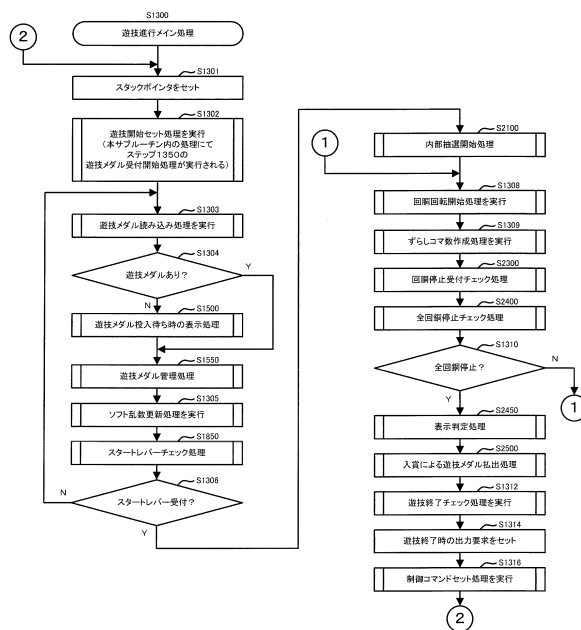 S1300
遊技進行メイン処理
2
S1301
スタックポインタをセット
S1302
遊技開始セット処理を実行
(本サブルーチン内の処理にて
ステップ1350の
遊技メダル受付開始処理が実行される)
S1303
遊技メダル読み込み処理を実行
S1304
遊技メダルあり?
Y
N
S1500
遊技メダル投入待ち時の表示処理
S1550
遊技メダル管理処理
S1305
ソフト乱数更新処理を実行
S1850
スタートレバーチェック処理
S1306
スタートレバー受付?
N
Y
S2100
内部抽選開始処理
1
S1308
回胴回転開始処理を実行
S1309
ずらしコマ数作成処理を実行
S2300
回胴停止受付チェック処理
S2400
全回胴停止チェック処理
S1310
全回胴停止?
N
Y
1
S2450
表示判定処理
S2500
入賞による遊技メダル払出処理
S1312
遊技終了チェック処理を実行
S1314
遊技終了時の出力要求をセット
S1316
制御コマンドセット処理を実行
2